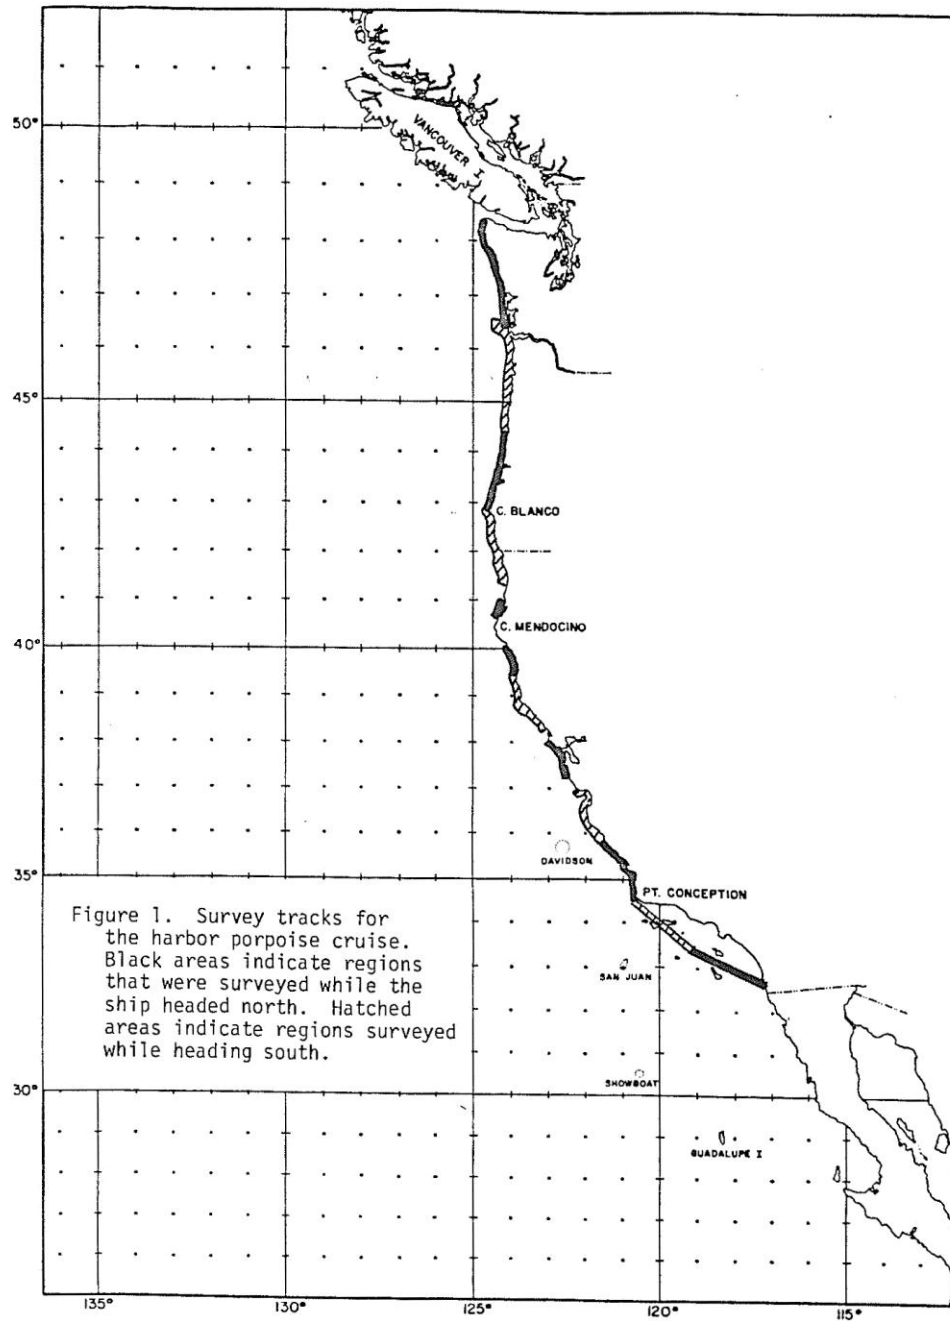 50°
VANCOUVER I
45°
C. BLANCO
C. MENDOCINO
40°
DAVIDSON
35°
PT. CONCEPTION
Figure 1. Survey tracks for
the harbor porpoise cruise.
Black areas indicate regions
that were surveyed while the
ship headed north. Hatched
areas indicate regions surveyed
while heading south.
SAN JUAN
SHOWBOAT
30°
GUADALUPE I
135°
130°
125°
120°
115°